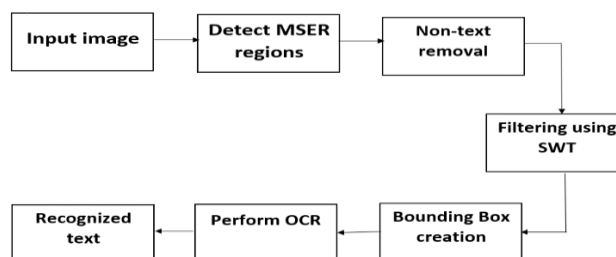 Input image
Detect MSER
regions
Non-text
removal
Filtering using
SWT
Bounding Box
creation
Perform OCR
Recognized
text